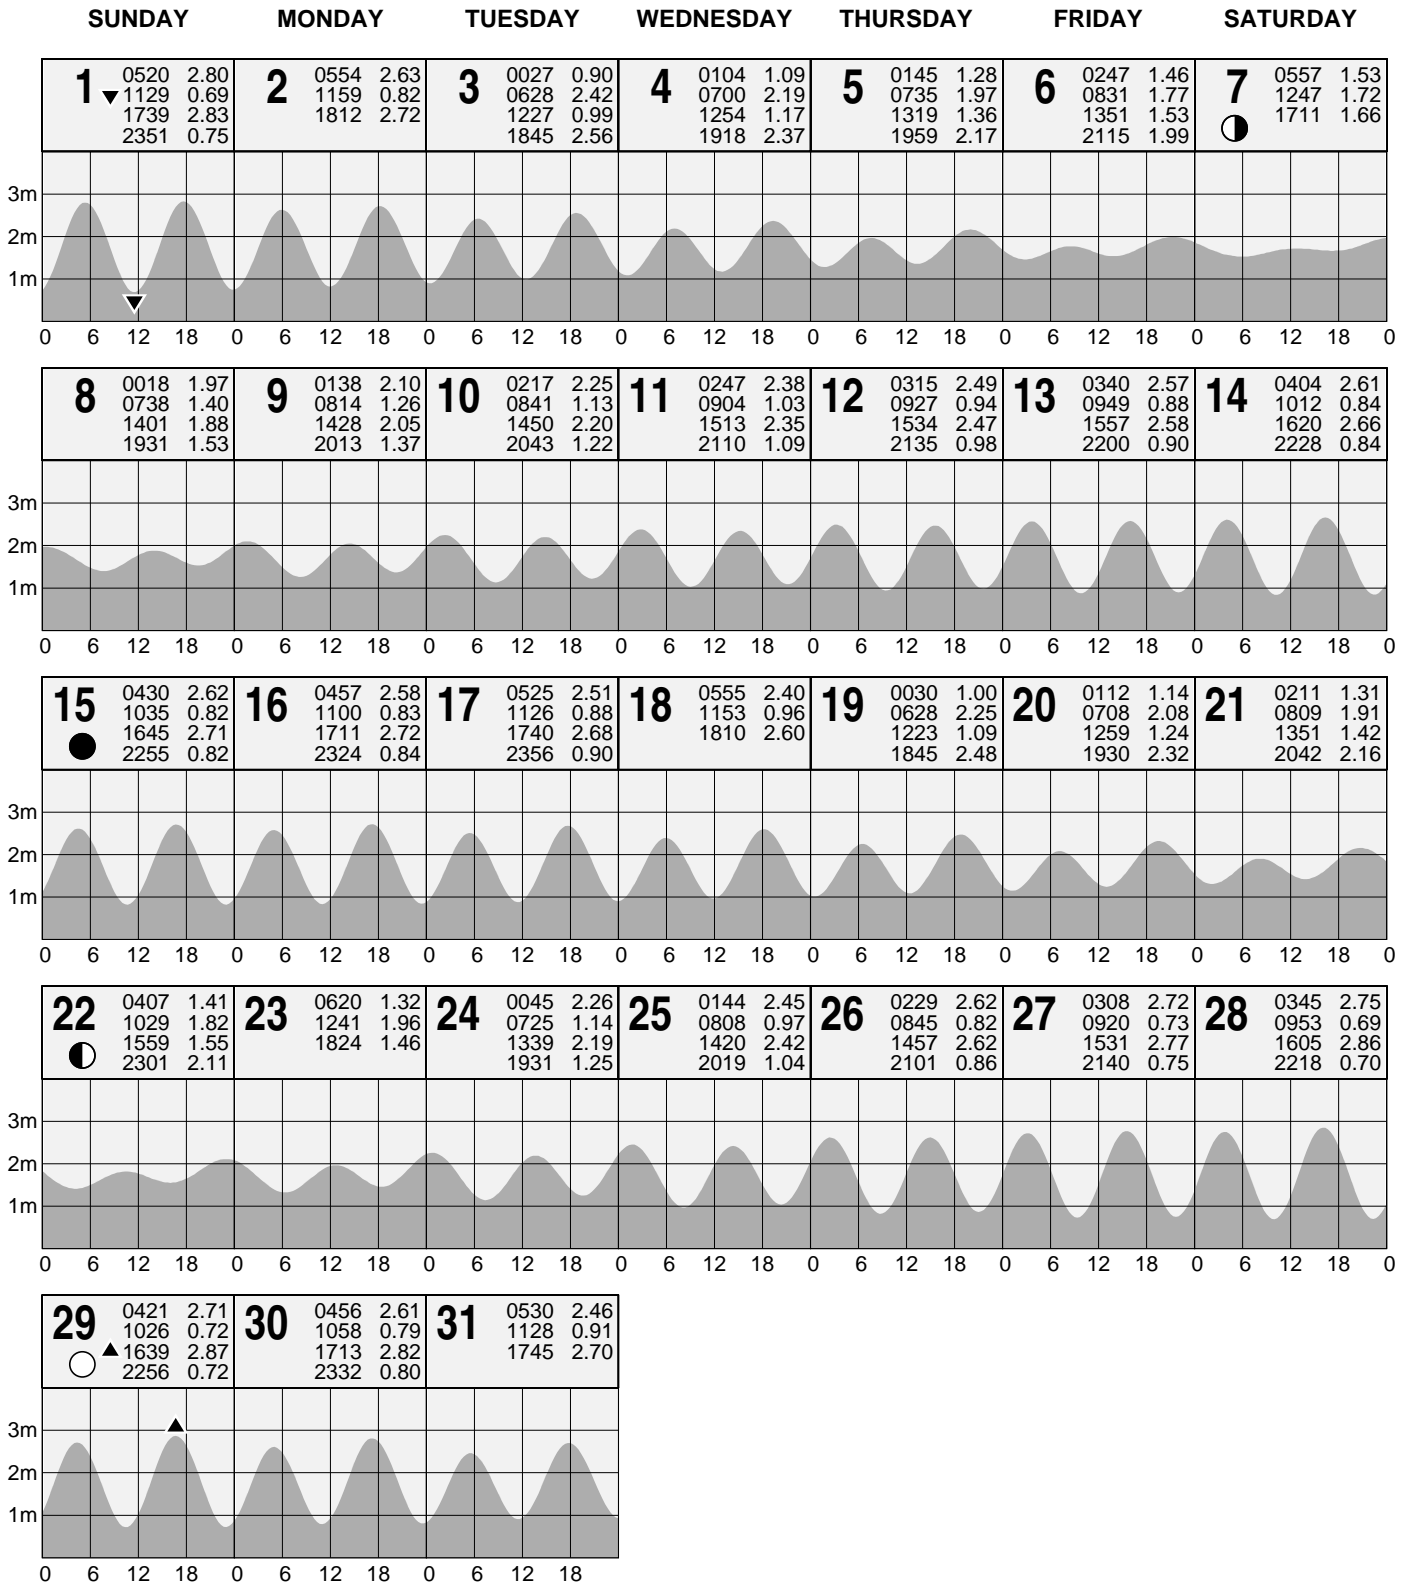 SUNDAY MONDAY TUESDAY WEDNESDAY THURSDAY FRIDAY SATURDAY
1 0520 2.80
1129 0.69
1739 2.83
2351 0.75
2 0554 2.63
1159 0.82
1812 2.72
3 0027 0.90
0628 2.42
1227 0.99
1845 2.56
4 0104 1.09
0700 2.19
1254 1.17
1918 2.37
5 0145 1.28
0735 1.97
1319 1.36
1959 2.17
6 0247 1.46
0831 1.77
1351 1.53
2115 1.99
7 0557 1.53
1247 1.72
1711 1.66
3m
2m
1m
0 6 12 18 0 6 12 18 0 6 12 18 0 6 12 18 0 6 12 18 0 6 12 18 0 6 12 18 0
8 0018 1.97
0738 1.40
1401 1.88
1931 1.53
9 0138 2.10
0814 1.26
1428 2.05
2013 1.37
10 0217 2.25
0841 1.13
1450 2.20
2043 1.22
11 0247 2.38
0904 1.03
1513 2.35
2110 1.09
12 0315 2.49
0927 0.94
1534 2.47
2135 0.98
13 0340 2.57
0949 0.88
1557 2.58
2200 0.90
14 0404 2.61
1012 0.84
1620 2.66
2228 0.84
3m
2m
1m
0 6 12 18 0 6 12 18 0 6 12 18 0 6 12 18 0 6 12 18 0 6 12 18 0 6 12 18 0
15 0430 2.62
1035 0.82
1645 2.71
2255 0.82
16 0457 2.58
1100 0.83
1711 2.72
2324 0.84
17 0525 2.51
1126 0.88
1740 2.68
2356 0.90
18 0555 2.40
1153 0.96
1810 2.60
19 0030 1.00
0628 2.25
1223 1.09
1845 2.48
20 0112 1.14
0708 2.08
1259 1.24
1930 2.32
21 0211 1.31
0809 1.91
1351 1.42
2042 2.16
3m
2m
1m
0 6 12 18 0 6 12 18 0 6 12 18 0 6 12 18 0 6 12 18 0 6 12 18 0 6 12 18 0
22 0407 1.41
1029 1.82
1559 1.55
2301 2.11
23 0620 1.32
1241 1.96
1824 1.46
24 0045 2.26
0725 1.14
1339 2.19
1931 1.25
25 0144 2.45
0808 0.97
1420 2.42
2019 1.04
26 0229 2.62
0845 0.82
1457 2.62
2101 0.86
27 0308 2.72
0920 0.73
1531 2.77
2140 0.75
28 0345 2.75
0953 0.69
1605 2.86
2218 0.70
3m
2m
1m
0 6 12 18 0 6 12 18 0 6 12 18 0 6 12 18 0 6 12 18 0 6 12 18 0 6 12 18 0
29 0421 2.71
1026 0.72
1639 2.87
2256 0.72
30 0456 2.61
1058 0.79
1713 2.82
2332 0.80
31 0530 2.46
1128 0.91
1745 2.70
3m
2m
1m
0 6 12 18 0 6 12 18 0 6 12 18